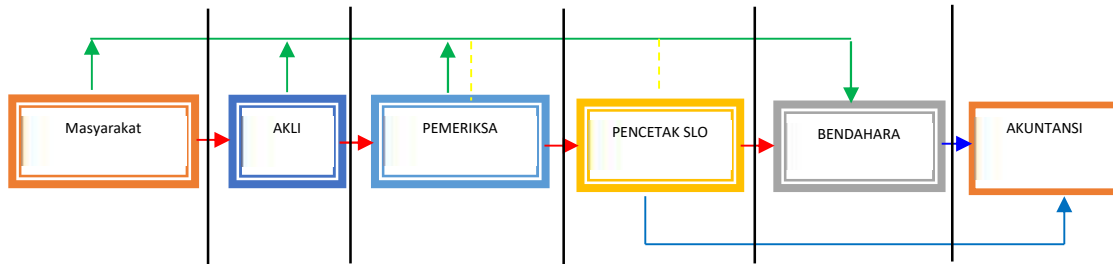 Masyarakat
AKLI
PEMERIKSA
PENCETAK SLO
BENDAHARA
AKUNTANSI